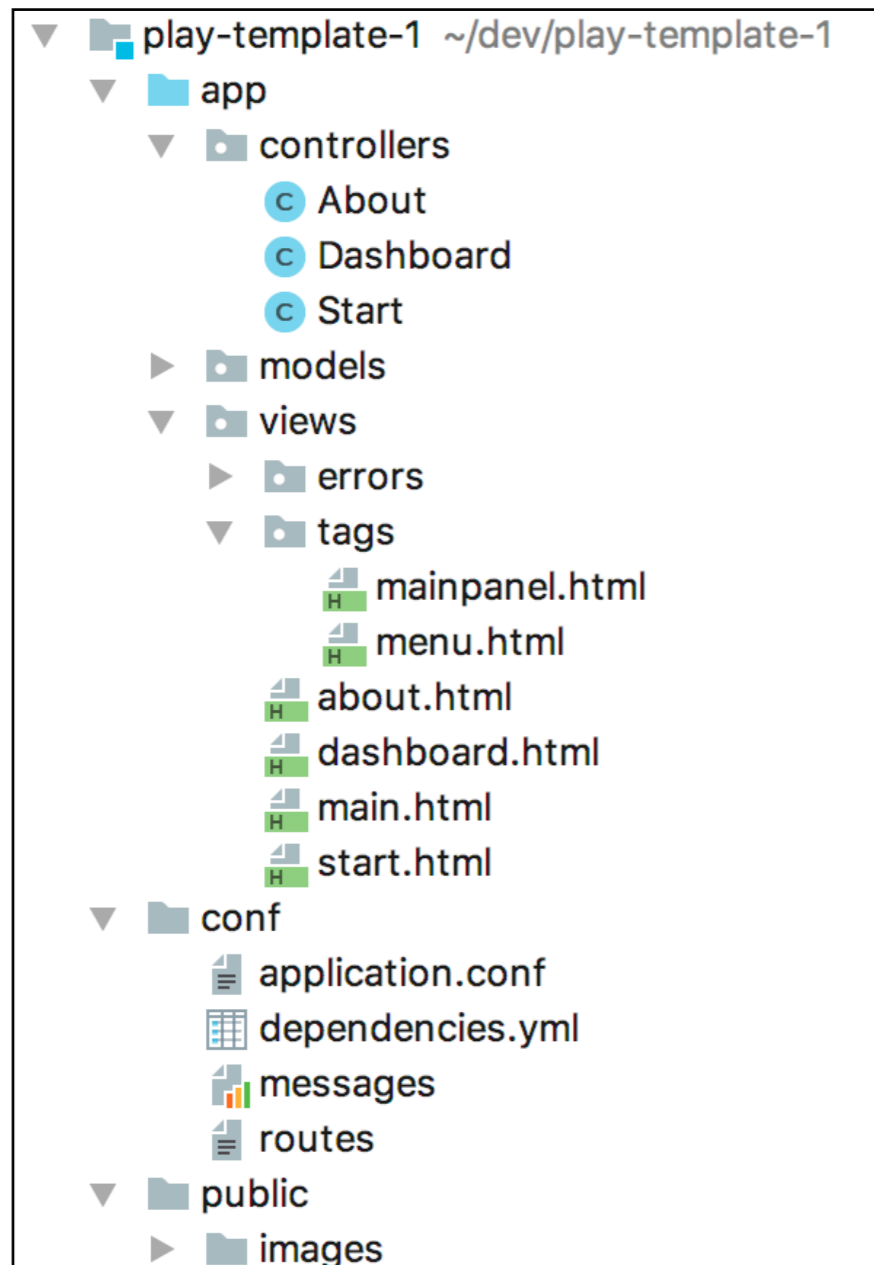 play-template-1 ~/dev/play-template-1
app
controllers
C About
C Dashboard
C Start
models
views
errors
tags
H mainpanel.html
H menu.html
H about.html
H dashboard.html
H main.html
H start.html
conf
application.conf
dependencies.yml
messages
routes
public
images